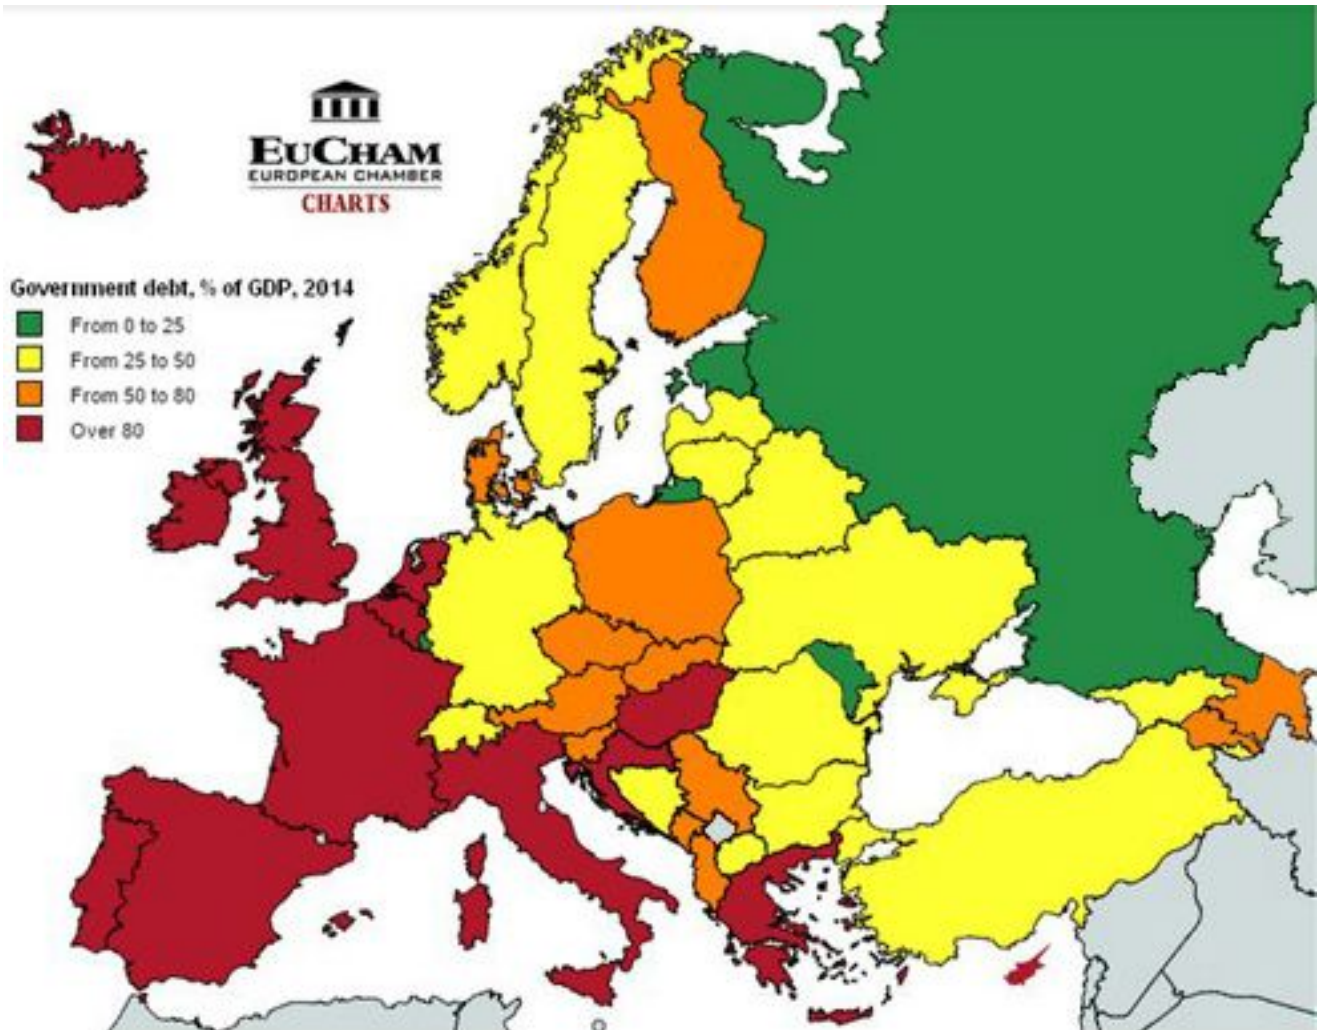 EUCHAM
EUROPEAN CHAMBER
CHARTS
Government debt, % of GDP, 2014
From 0 to 25
From 25 to 50
From 50 to 80
Over 80